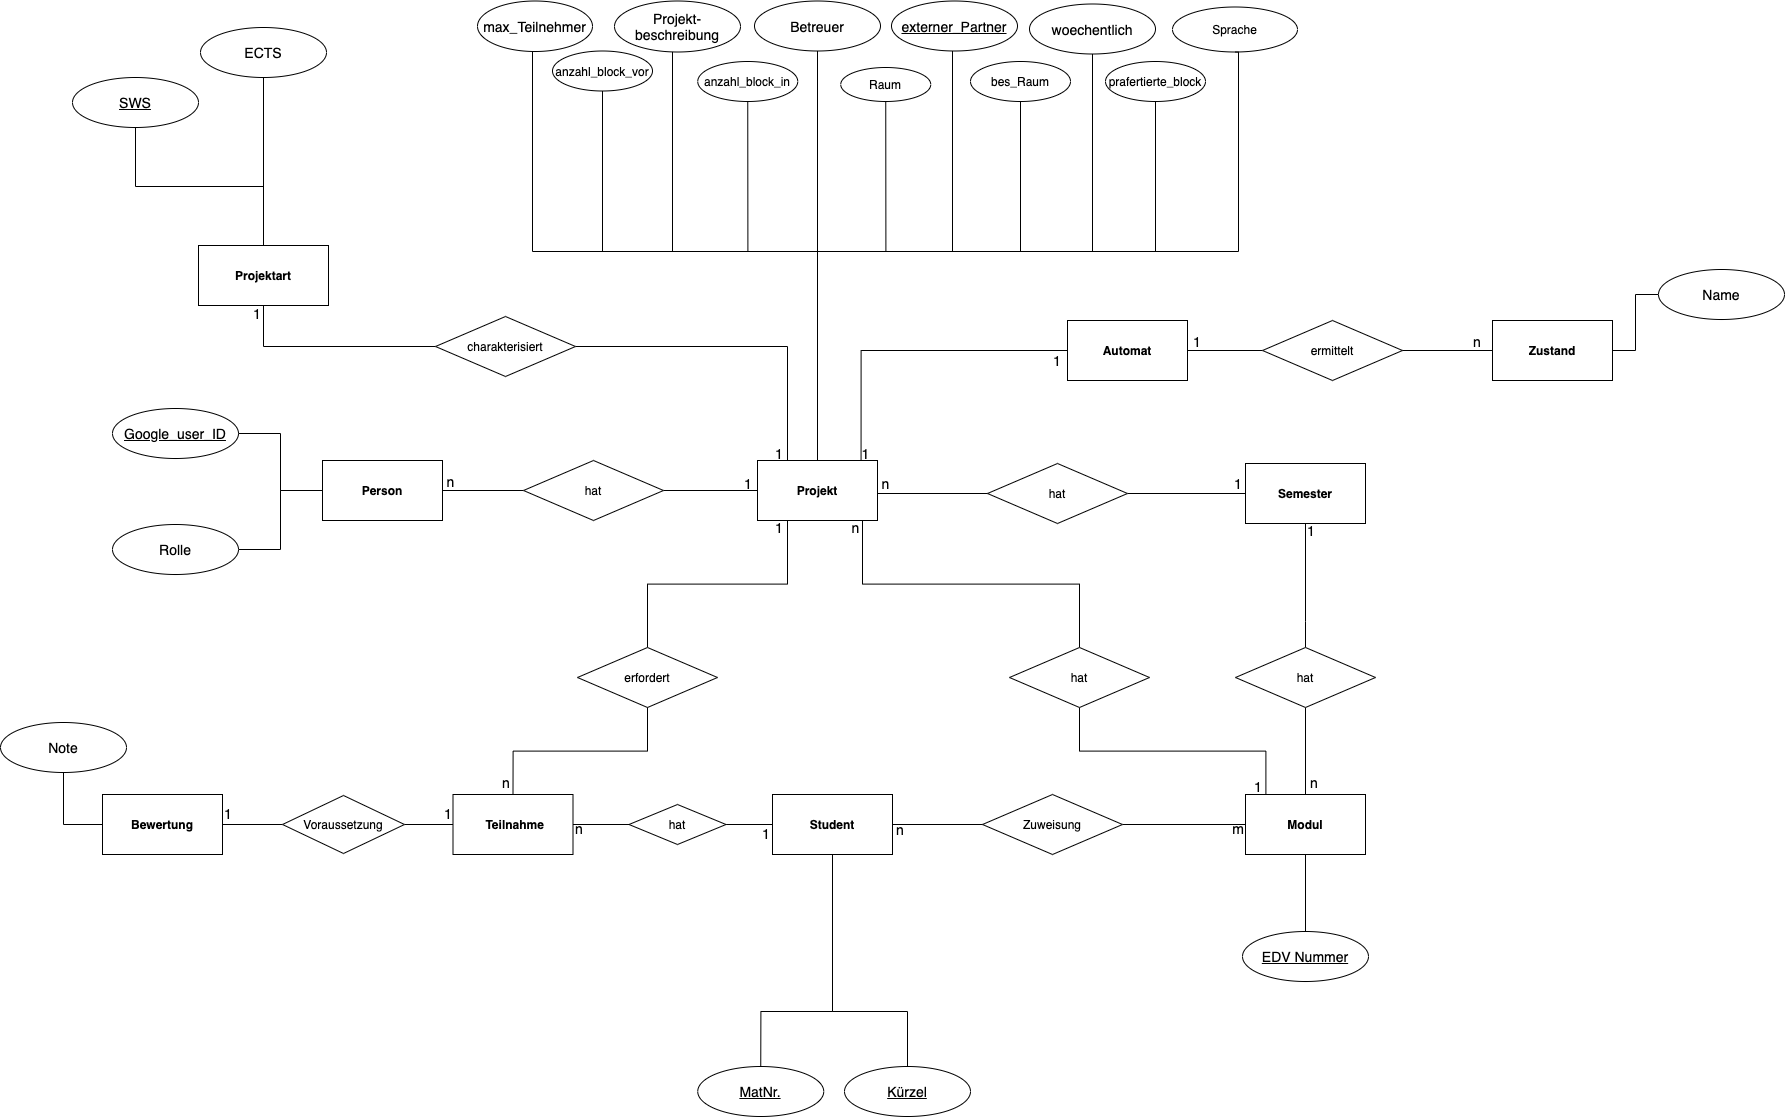 max_Teilnehmer
Projekt-
beschreibung
Betreuer
externer_Partner
woechentlich
Sprache
ECTS
anzahl_block_vor
anzahl_block_in
Raum
bes_Raum
prafertierte_block
SWS
Projektart
1
charakterisiert
Name
Automat
1
1
ermittelt
n
Zustand
Google_user_ID
1
1
Person
n
hat
1
Projekt
n
hat
1
Semester
Rolle
1
n
1
erfordert
hat
hat
Note
n
1
n
Bewertung
1
Voraussetzung
1
Teilnahme
n
hat
1
Student
n
Zuweisung
m
Modul
EDV Nummer
MatNr.
Kürzel